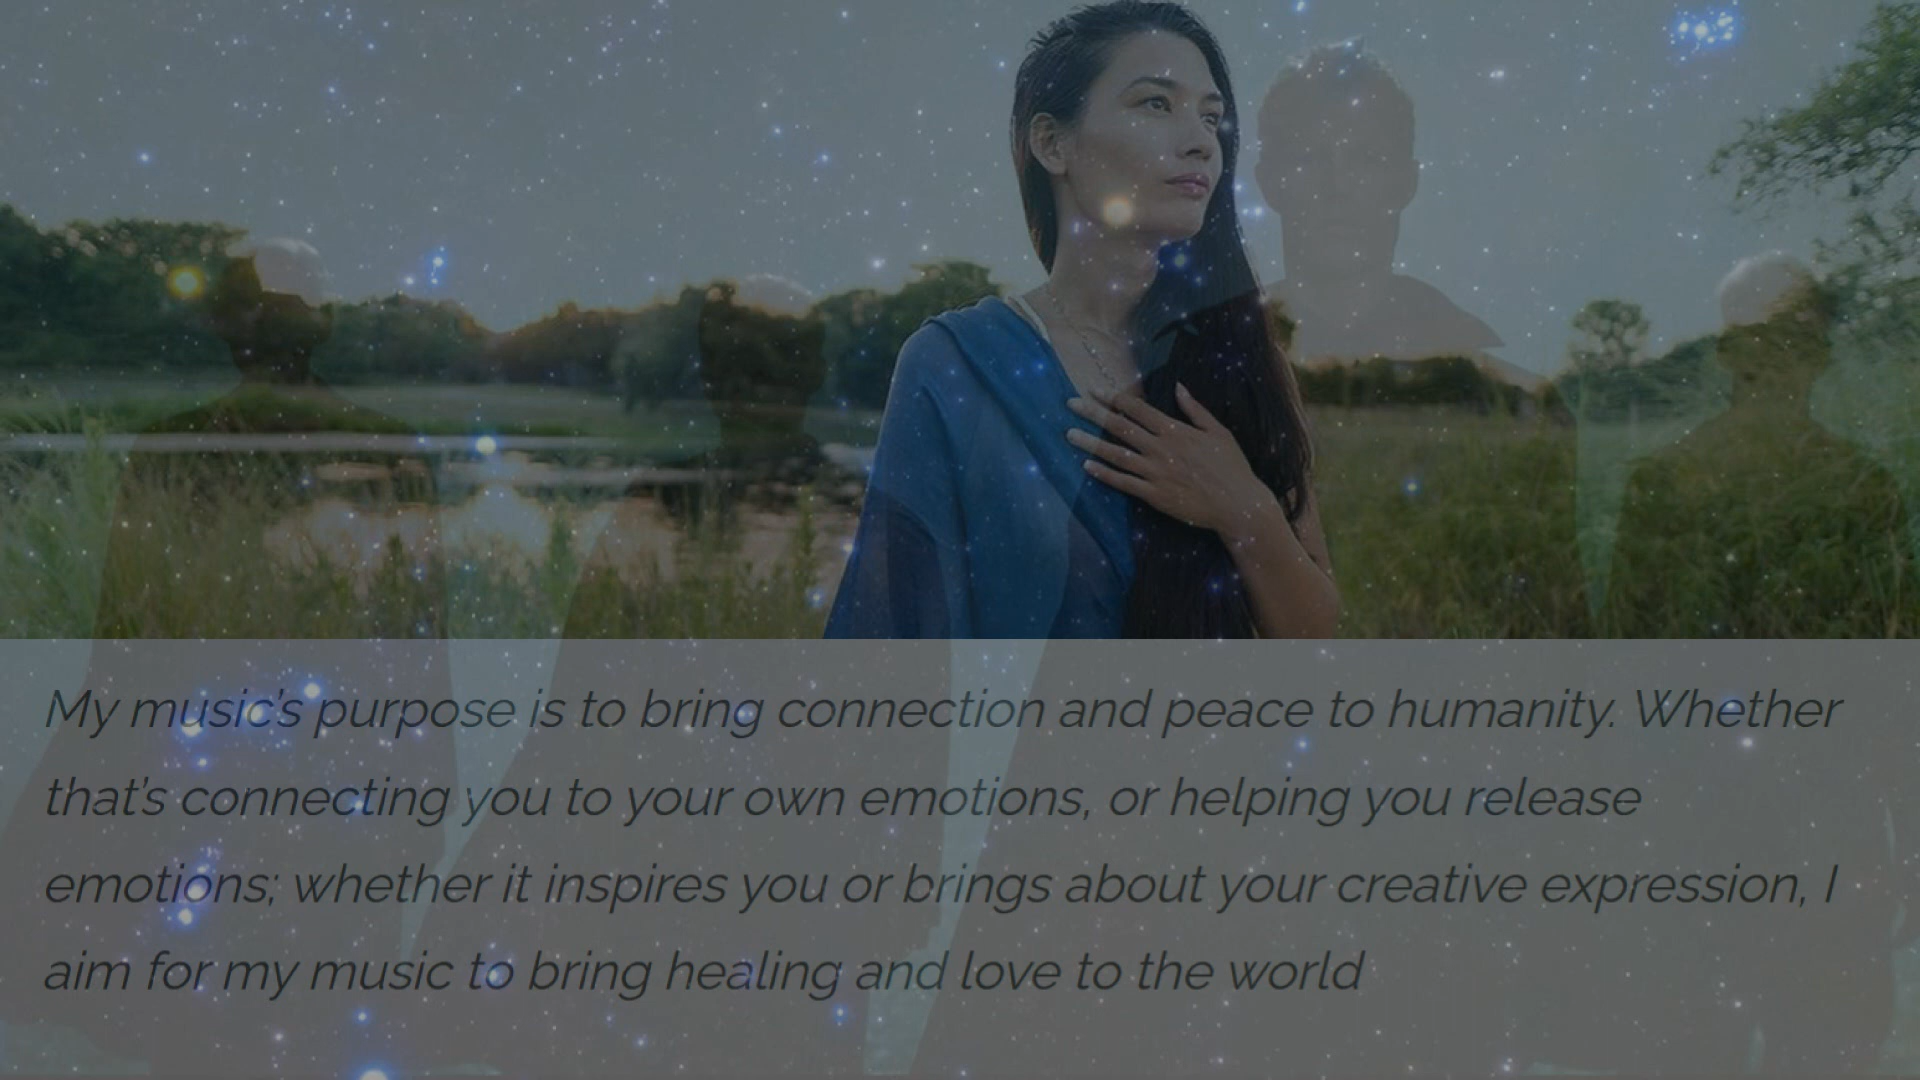 My music’s purpose is to bring connection and peace to humanity. Whether
that’s connecting you to your own emotions, or helping you release
emotions; whether it inspires you or brings about your creative expression, I
aim for my music to bring healing and love to the world